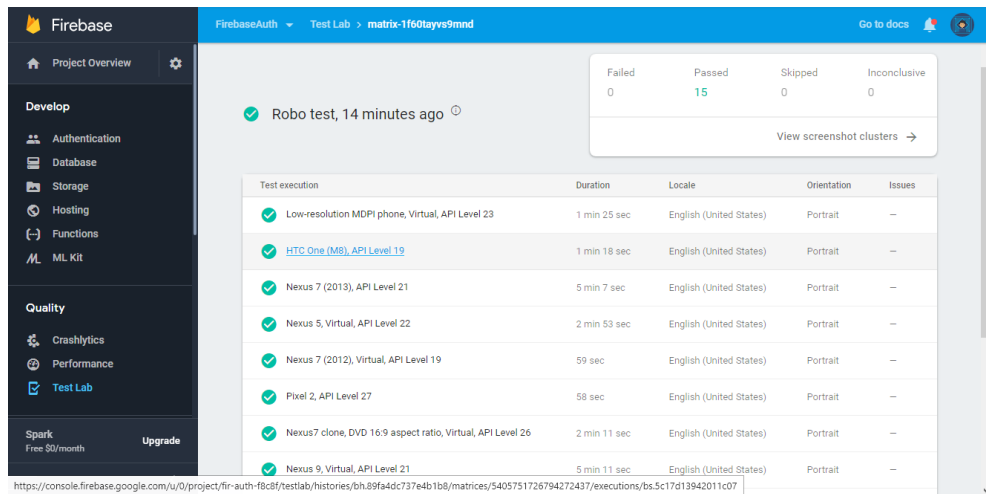 Firebase
FirebaseAuth Test Lab > matrix-1f60tayvs9mnd
Go to docs
Project Overview
Develop
Authentication
Database
Storage
Hosting
Functions
ML Kit
Quality
Crashlytics
Performance
Test Lab
Spark
Free $0/month
Upgrade
Robo test, 14 minutes ago
Failed Passed Skipped Inconclusive
0 15 0 0
View screenshot clusters
Test execution Duration Locale Orientation Issues
Low-resolution MDPI phone, Virtual, API Level 23 1 min 25 sec English (United States) Portrait –
HTC One (M8), API Level 19 1 min 18 sec English (United States) Portrait –
Nexus 7 (2013), API Level 21 5 min 7 sec English (United States) Portrait –
Nexus 5, Virtual, API Level 22 2 min 53 sec English (United States) Portrait –
Nexus 7 (2012), Virtual, API Level 19 59 sec English (United States) Portrait –
Pixel 2, API Level 27 58 sec English (United States) Portrait –
Nexus7 clone, DVD 16:9 aspect ratio, Virtual, API Level 26 2 min 11 sec English (United States) Portrait –
Nexus 9, Virtual, API Level 21 5 min 11 sec English (United States) Portrait –
https://console.firebase.google.com/u/0/project/fir-auth-f8c8f/testlab/histories/bh.89fa4dc737e4b1b8/matrices/5405751726794272437/executions/bs.5c17d13942011c07